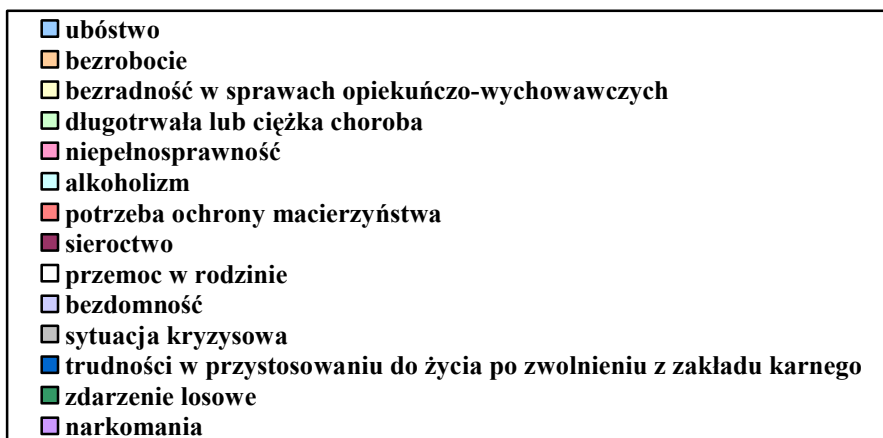 ubóstwo
bezrobocie
bezradność w sprawach opiekuńczo-wychowawczych
długotrwała lub ciężka choroba
niepełnosprawność
alkoholizm
potrzeba ochrony macierzyństwa
sieroctwo
przemoc w rodzinie
bezdomność
sytuacja kryzysowa
trudności w przystosowaniu do życia po zwolnieniu z zakładu karnego
zdarzenie losowe
narkomania